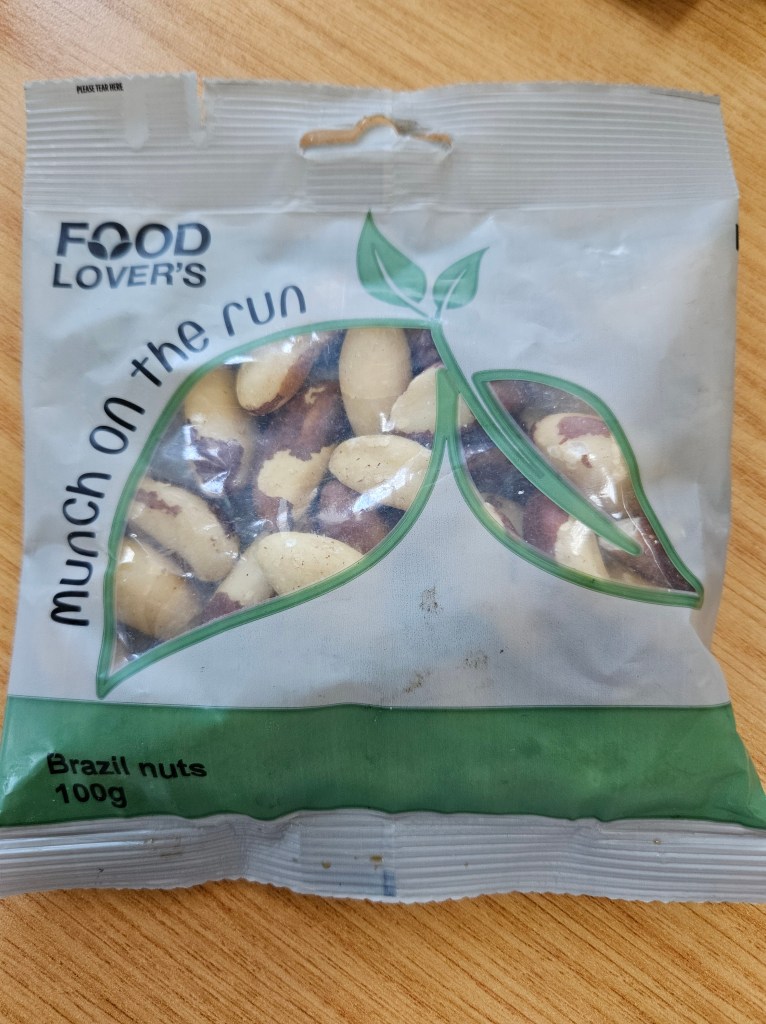 PLEASE TEAR HERE
FOOD
LOVER'S
munch on the run
Brazil nuts
100g